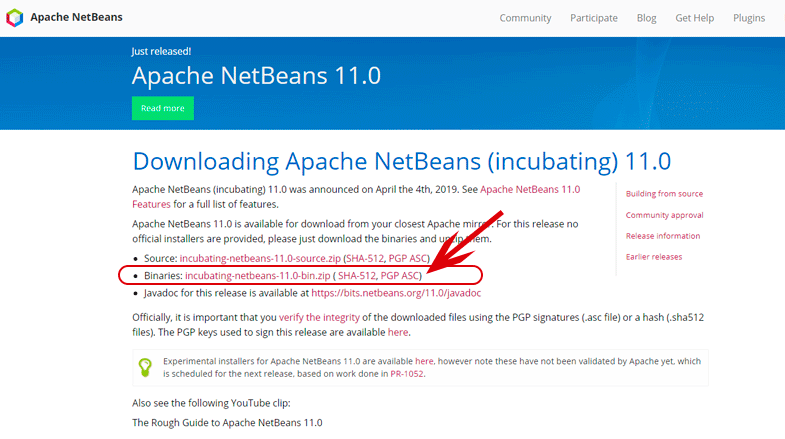 Apache NetBeans
Community Participate Blog Get Help Plugins
Just released!
Apache NetBeans 11.0
Read more
Downloading Apache NetBeans (incubating) 11.0
Apache NetBeans (incubating) 11.0 was announced on April the 4th, 2019. See Apache NetBeans 11.0
Features for a full list of features.
Building from source
Community approval
Release information
Earlier releases
Apache NetBeans 11.0 is available for download from your closest Apache mirror. For this release no
official installers are provided, please just download the binaries and unzip them.
• Source: incubating-netbeans-11.0-source.zip (SHA-512, PGP ASC)
• Binaries: incubating-netbeans-11.0-bin.zip ( SHA-512, PGP ASC)
• Javadoc for this release is available at https://bits.netbeans.org/11.0/javadoc
Officially, it is important that you verify the integrity of the downloaded files using the PGP signatures (.asc file) or a hash (.sha512
files). The PGP keys used to sign this release are available here.
Experimental installers for Apache NetBeans 11.0 are available here, however note these have not been validated by Apache yet, which
is scheduled for the next release, based on work done in PR-1052.
Also see the following YouTube clip:
The Rough Guide to Apache NetBeans 11.0